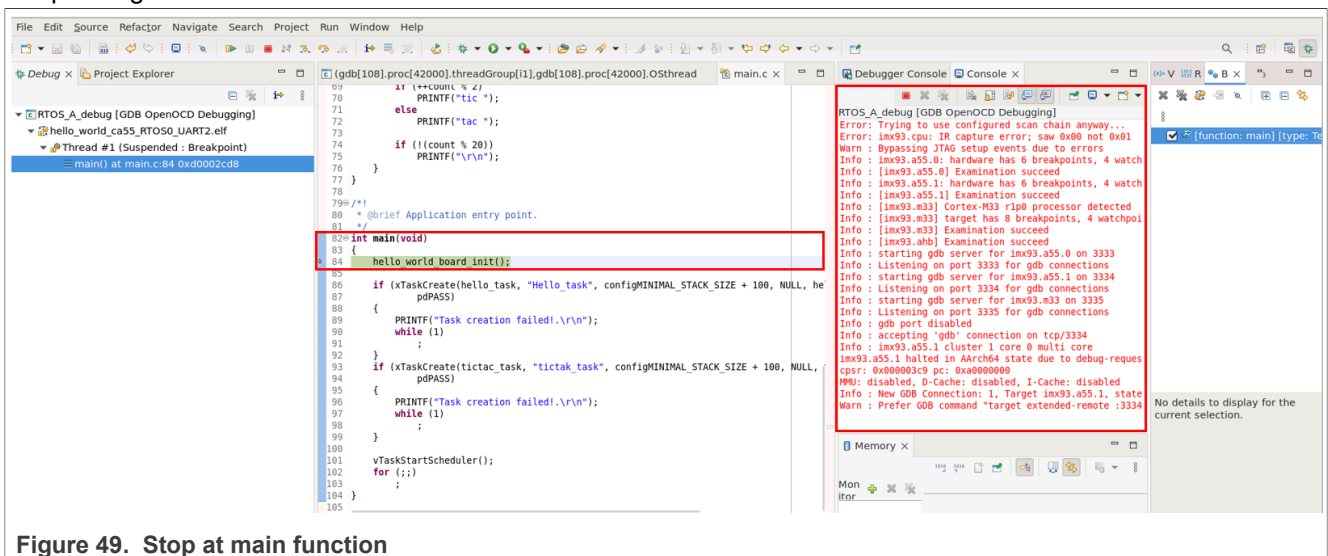 File Edit Source Refactor Navigate Search Project Run Window Help
Debug Project Explorer
RTOS_A_debug [GDB OpenOCD Debugging]
hello_world_ca55_RTOS0_UART2.elf
Thread #1 (Suspended : Breakpoint)
main() at main.c:84 0xd0002cd8
(gdb[108].proc[42000].threadGroup[i1],gdb[108].proc[42000].OSthread main.c
69 if (++count % 2)
70 PRINTF("tic ");
71 else
72 PRINTF("tac ");
73
74 if (!(count % 20))
75 PRINTF("\r\n");
76 }
77 }
78
79 /*!
80 * @brief Application entry point.
81 */
82 int main(void)
83 {
84 hello_world_board_init();
85
86 if (xTaskCreate(hello_task, "Hello_task", configMINIMAL_STACK_SIZE + 100, NULL, he
87 pdPASS)
88 {
89 PRINTF("Task creation failed!.\r\n");
90 while (1)
91 ;
92 }
93 if (xTaskCreate(tictac_task, "tictak_task", configMINIMAL_STACK_SIZE + 100, NULL,
94 pdPASS)
95 {
96 PRINTF("Task creation failed!.\r\n");
97 while (1)
98 ;
99 }
100
101 vTaskStartScheduler();
102 for (;;)
103 ;
104 }
105
Debugger Console Console
RTOS_A_debug [GDB OpenOCD Debugging]
Error: Trying to use configured scan chain anyway...
Error: imx93.cpu: IR capture error; saw 0x00 not 0x01
Warn : Bypassing JTAG setup events due to errors
Info : imx93.a55.0: hardware has 6 breakpoints, 4 watch
Info : [imx93.a55.0] Examination succeed
Info : imx93.a55.1: hardware has 6 breakpoints, 4 watch
Info : [imx93.a55.1] Examination succeed
Info : [imx93.m33] Cortex-M33 r1p0 processor detected
Info : [imx93.m33] target has 8 breakpoints, 4 watchpoi
Info : [imx93.m33] Examination succeed
Info : [imx93.ahb] Examination succeed
Info : starting gdb server for imx93.a55.0 on 3333
Info : Listening on port 3333 for gdb connections
Info : starting gdb server for imx93.a55.1 on 3334
Info : Listening on port 3334 for gdb connections
Info : starting gdb server for imx93.m33 on 3335
Info : Listening on port 3335 for gdb connections
Info : gdb port disabled
Info : accepting 'gdb' connection on tcp/3334
Info : imx93.a55.1 cluster 1 core 0 multi core
imx93.a55.1 halted in AArch64 state due to debug-reques
cpsr: 0x000003c9 pc: 0xa0000000
MMU: disabled, D-Cache: disabled, I-Cache: disabled
Info : New GDB Connection: 1, Target imx93.a55.1, state
Warn : Prefer GDB command "target extended-remote :3334
Memory
Mon
itor
V R B
[function: main] [type: Te
No details to display for the
current selection.
Figure 49. Stop at main function